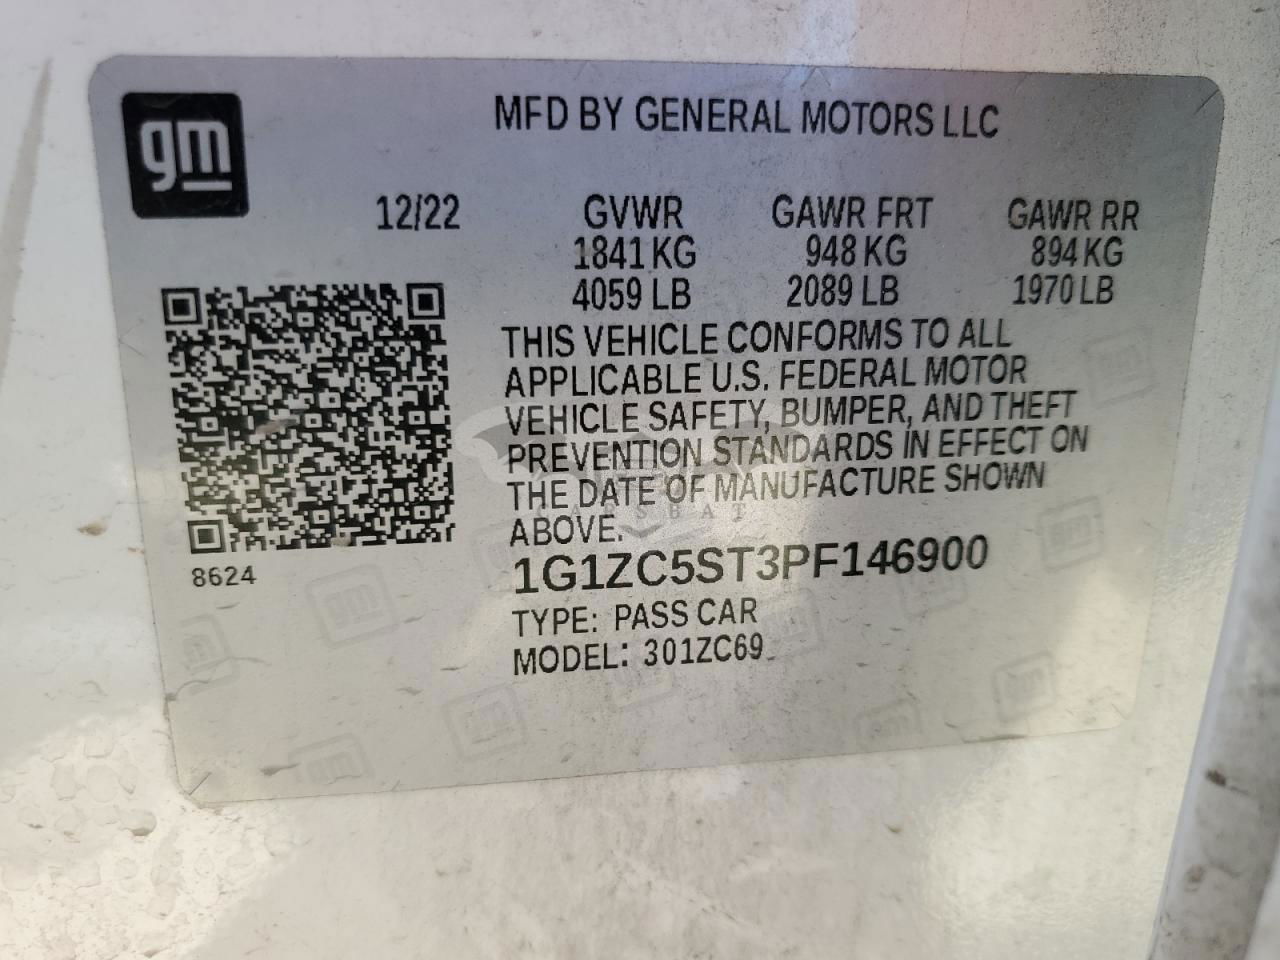 gm
MFD BY GENERAL MOTORS LLC
12/22 GVWR GAWR FRT GAWR RR
1841 KG 948 KG 894 KG
4059 LB 2089 LB 1970 LB
THIS VEHICLE CONFORMS TO ALL
APPLICABLE U.S. FEDERAL MOTOR
VEHICLE SAFETY, BUMPER, AND THEFT
PREVENTION STANDARDS IN EFFECT ON
THE DATE OF MANUFACTURE SHOWN
CARSBAT
ABOVE.
8624
1G1ZC5ST3PF146900
TYPE: PASS CAR
MODEL: 301ZC69